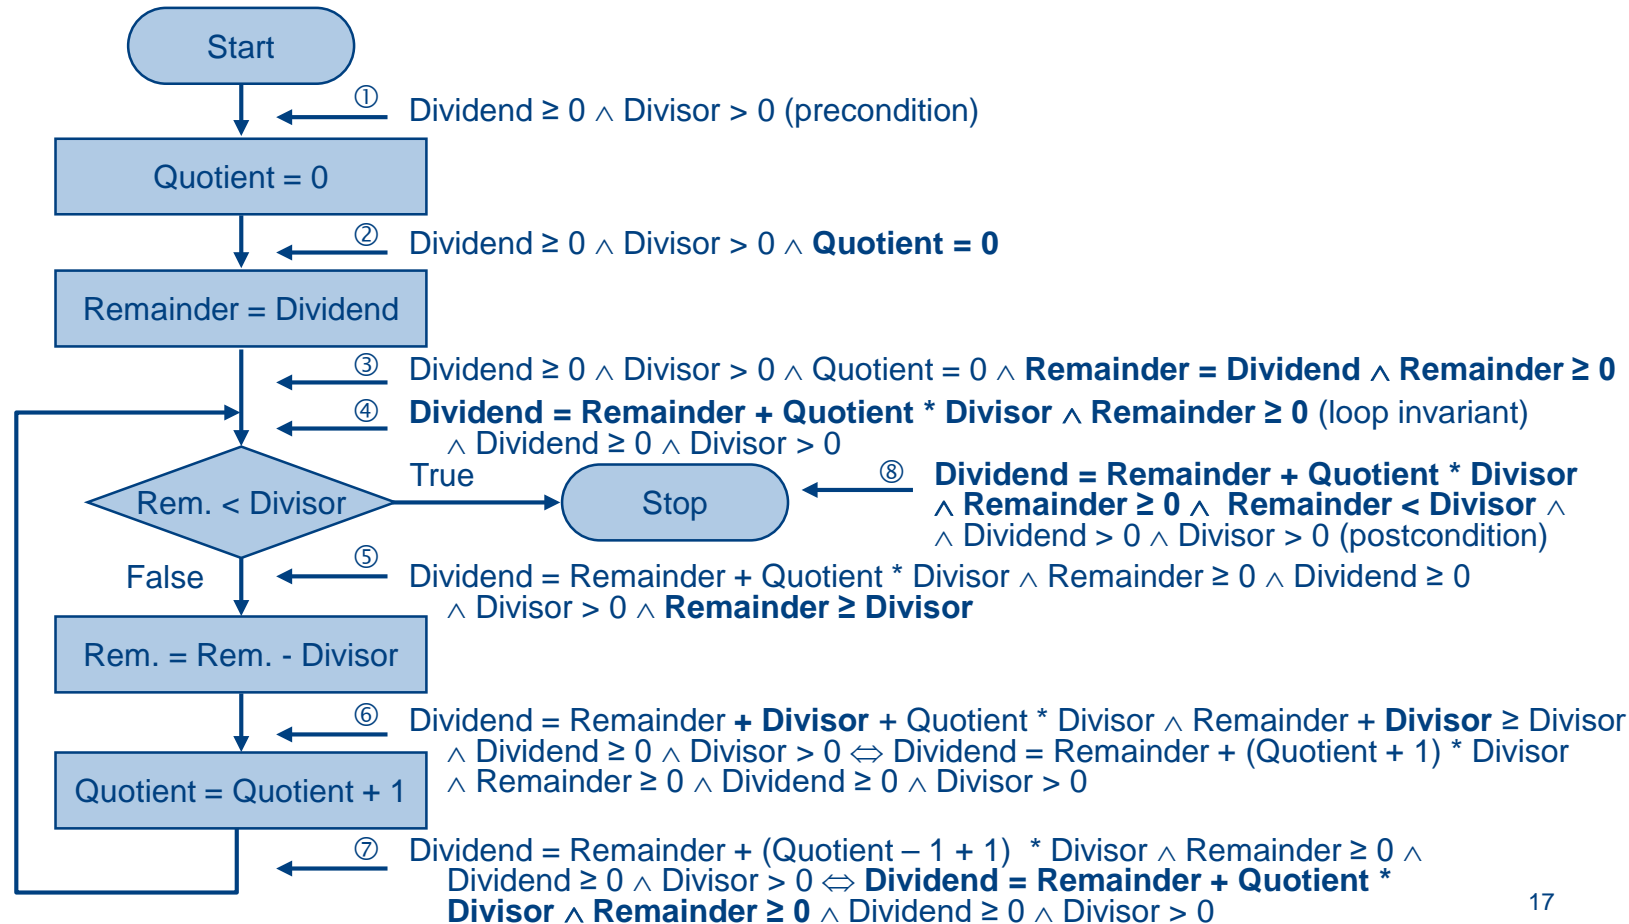 Start
① Dividend ≥ 0 ∧ Divisor > 0 (precondition)
Quotient = 0
② Dividend ≥ 0 ∧ Divisor > 0 ∧ Quotient = 0
Remainder = Dividend
③ Dividend ≥ 0 ∧ Divisor > 0 ∧ Quotient = 0 ∧ Remainder = Dividend ∧ Remainder ≥ 0
④ Dividend = Remainder + Quotient * Divisor ∧ Remainder ≥ 0 (loop invariant)
∧ Dividend ≥ 0 ∧ Divisor > 0
Rem. < Divisor
True
Stop
⑧ Dividend = Remainder + Quotient * Divisor
∧ Remainder ≥ 0 ∧ Remainder < Divisor ∧
∧ Dividend > 0 ∧ Divisor > 0 (postcondition)
False
⑤ Dividend = Remainder + Quotient * Divisor ∧ Remainder ≥ 0 ∧ Dividend ≥ 0
∧ Divisor > 0 ∧ Remainder ≥ Divisor
Rem. = Rem. - Divisor
⑥ Dividend = Remainder + Divisor + Quotient * Divisor ∧ Remainder + Divisor ≥ Divisor
∧ Dividend ≥ 0 ∧ Divisor > 0 ⇔ Dividend = Remainder + (Quotient + 1) * Divisor
∧ Remainder ≥ 0 ∧ Dividend ≥ 0 ∧ Divisor > 0
Quotient = Quotient + 1
⑦ Dividend = Remainder + (Quotient – 1 + 1) * Divisor ∧ Remainder ≥ 0 ∧
Dividend ≥ 0 ∧ Divisor > 0 ⇔ Dividend = Remainder + Quotient *
Divisor ∧ Remainder ≥ 0 ∧ Dividend ≥ 0 ∧ Divisor > 0
17